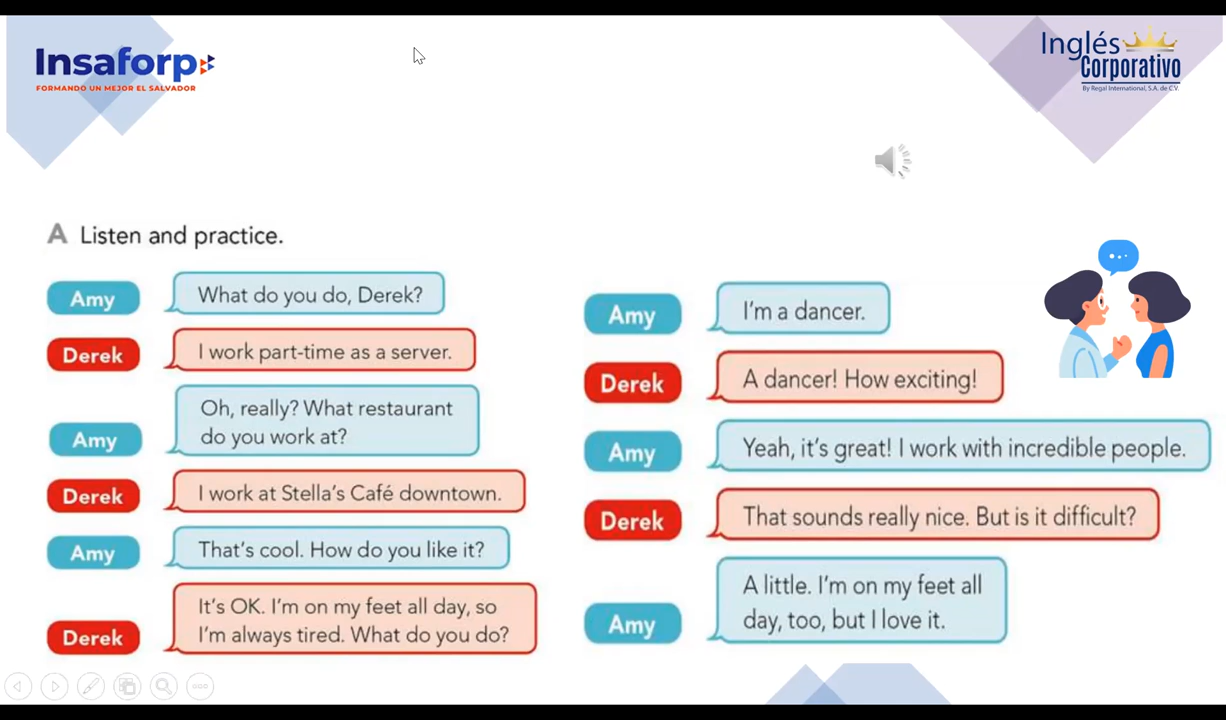 Insaforp
FORMANDO UN MEJOR EL SALVADOR
Inglés
Corporativo
By Regal International, S.A. de C.V.
A Listen and practice.
Amy
What do you do, Derek?
Derek
I work part-time as a server.
Amy
Oh, really? What restaurant
do you work at?
Derek
I work at Stella's Café downtown.
Amy
That's cool. How do you like it?
Derek
It's OK. I'm on my feet all day, so
I'm always tired. What do you do?
Amy
I'm a dancer.
Derek
A dancer! How exciting!
Amy
Yeah, it's great! I work with incredible people.
Derek
That sounds really nice. But is it difficult?
Amy
A little. I'm on my feet all
day, too, but I love it.